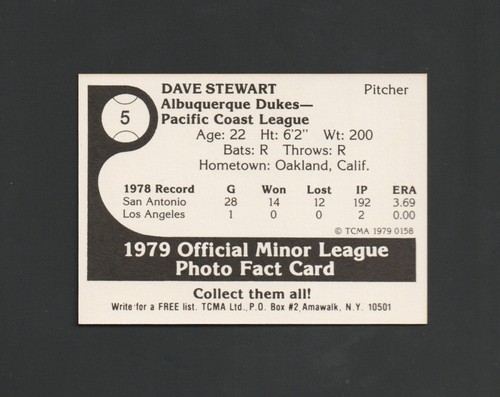 DAVE STEWART Pitcher
5 Albuquerque Dukes—
Pacific Coast League
Age: 22 Ht: 6'2" Wt: 200
Bats: R Throws: R
Hometown: Oakland, Calif.
1978 Record G Won Lost IP ERA
San Antonio 28 14 12 192 3.69
Los Angeles 1 0 0 2 0.00
© TCMA 1979 0158
1979 Official Minor League
Photo Fact Card
Collect them all!
Write for a FREE list. TCMA Ltd., P.O. Box #2, Amawalk, N.Y. 10501